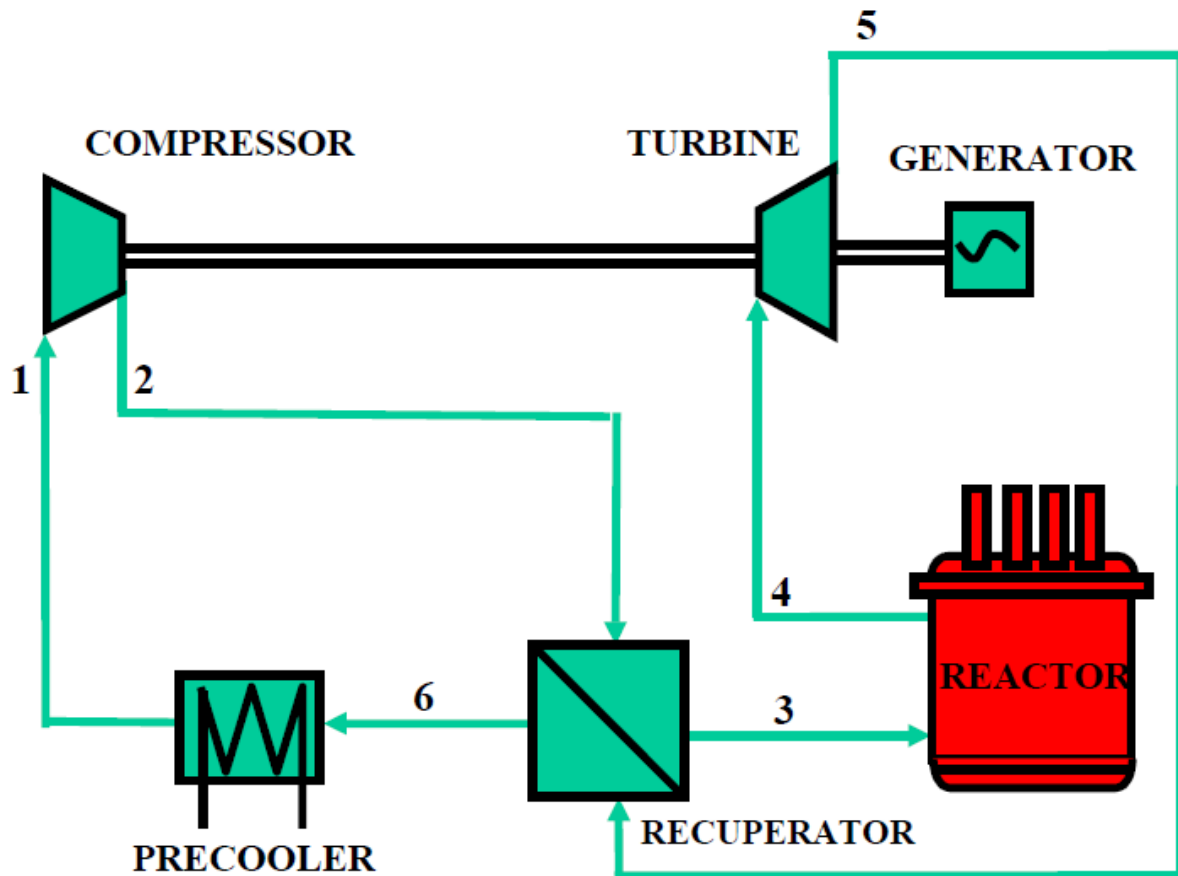 5
COMPRESSOR
TURBINE
GENERATOR
1
2
4
REACTOR
6
3
RECUPERATOR
PRECOOLER